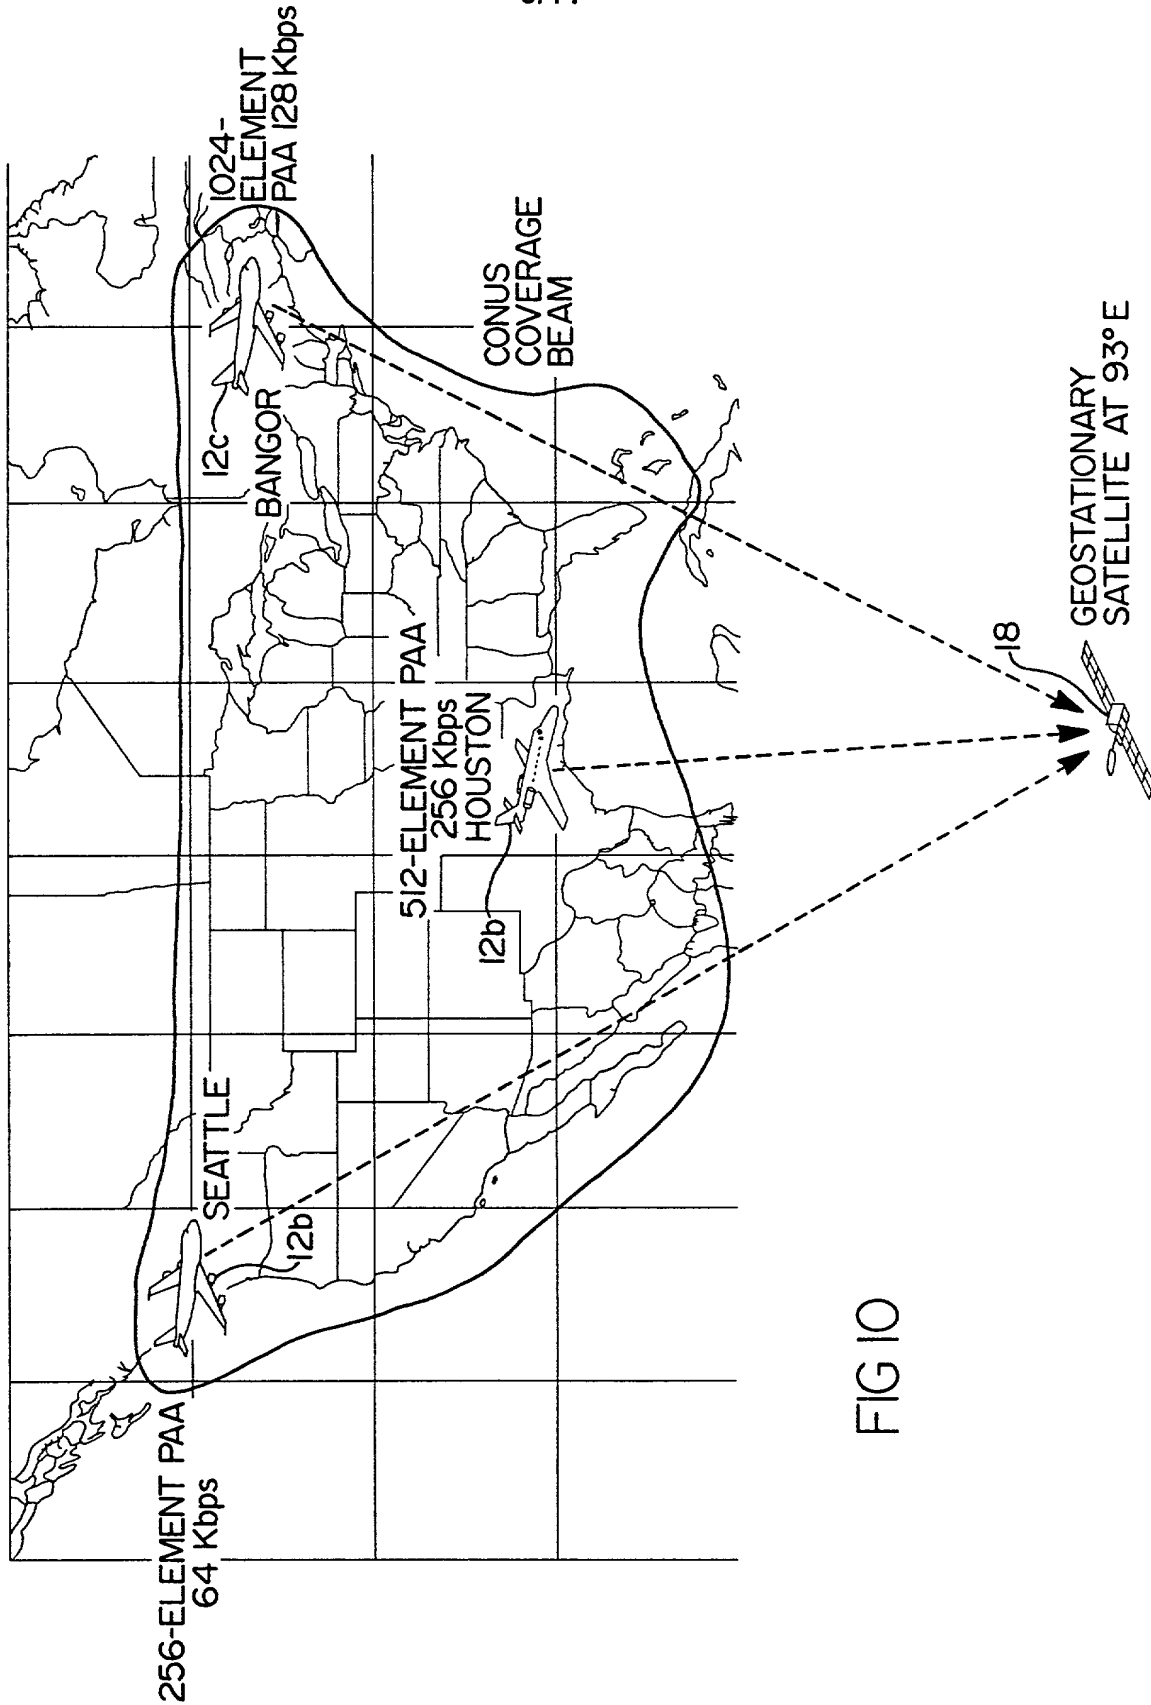 256-ELEMENT PAA
64 Kbps
SEATTLE
12b
512-ELEMENT PAA
256 Kbps
HOUSTON
12b
12c
BANGOR
1024-
ELEMENT
PAA 128 Kbps
CONUS
COVERAGE
BEAM
18
GEOSTATIONARY
SATELLITE AT 93° E
FIG 10